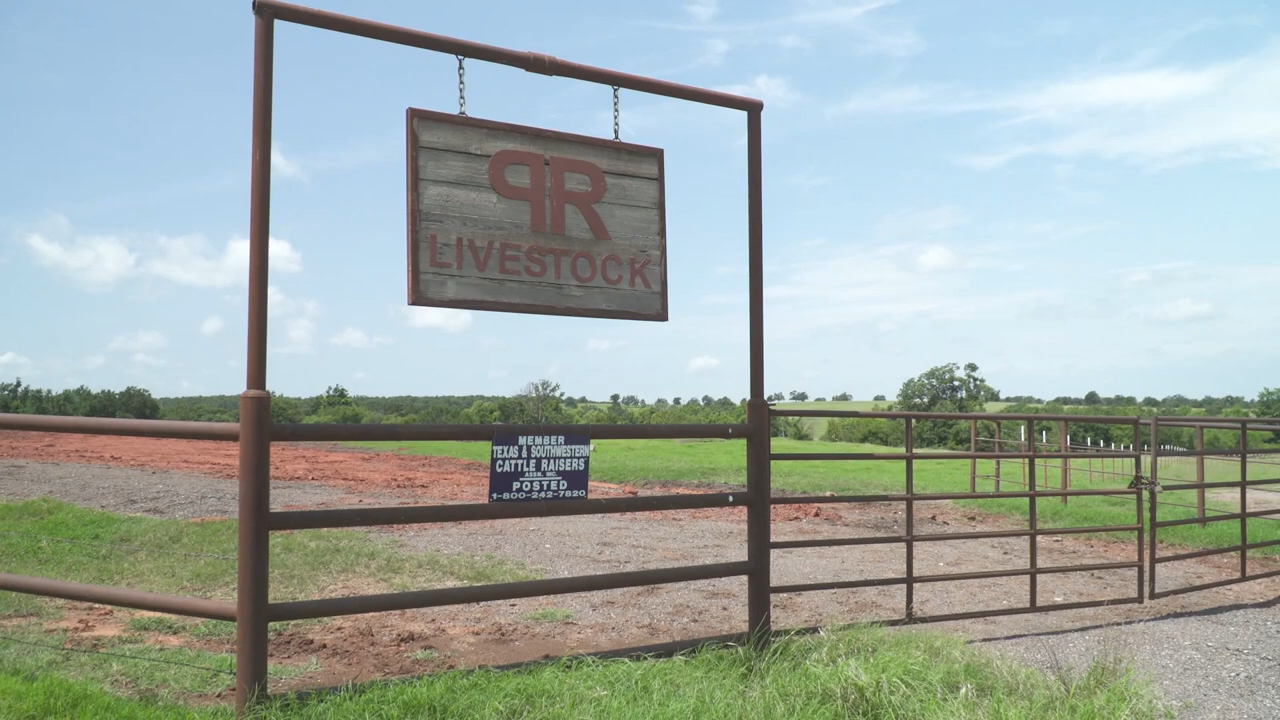 PR
LIVESTOCK
MEMBER
TEXAS & SOUTHWESTERN
CATTLE RAISERS
ASSN. INC.
POSTED
1-800-242-7820